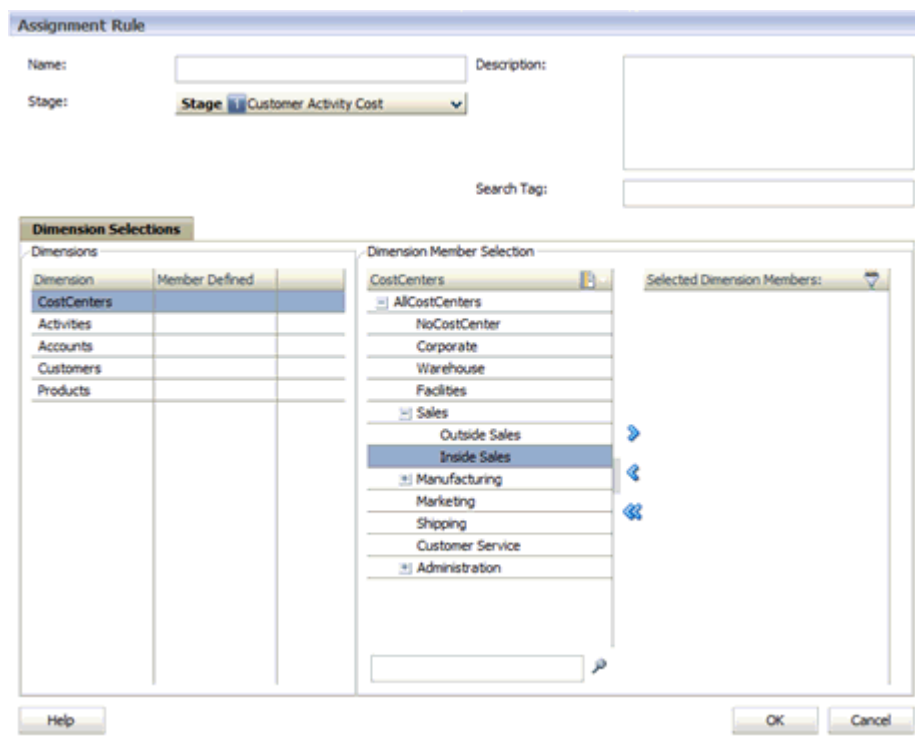 Assignment Rule
Name:
Description:
Stage:
Stage 1 Customer Activity Cost
Search Tag:
Dimension Selections
Dimensions
Dimension Member Defined
CostCenters
Activities
Accounts
Customers
Products
Dimension Member Selection
CostCenters
AllCostCenters
NoCostCenter
Corporate
Warehouse
Facilities
Sales
Outside Sales
Inside Sales
Manufacturing
Marketing
Shipping
Customer Service
Administration
Selected Dimension Members:
Help
OK
Cancel